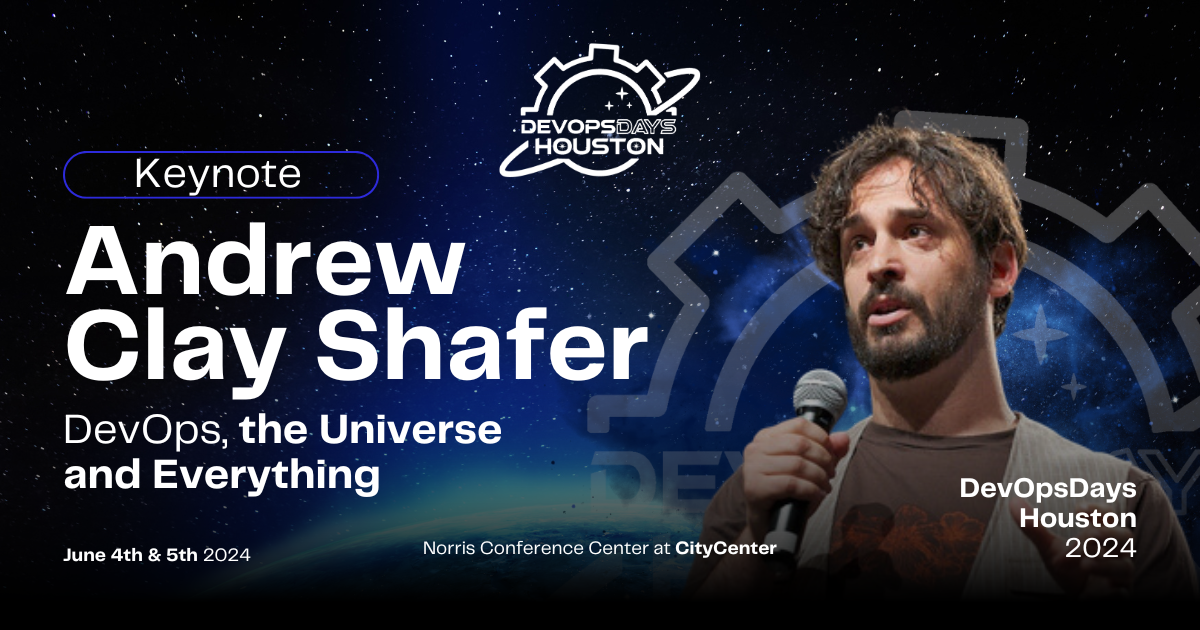 DEVOPSDAYS
HOUSTON
Keynote
Andrew
Clay Shafer
DevOps, the Universe
and Everything
June 4th & 5th 2024
Norris Conference Center at CityCenter
DevOpsDays
Houston
2024